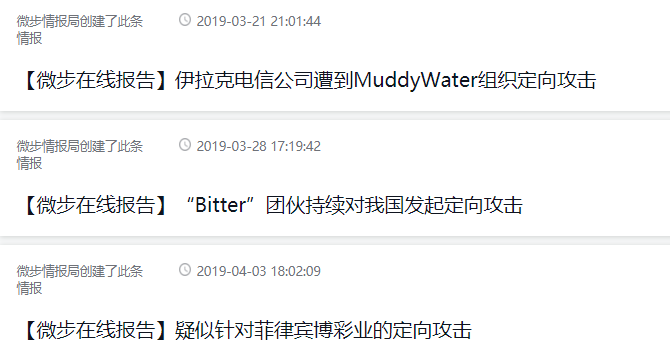 微步情报局创建了此条 2019-03-21 21:01:44
情报
【微步在线报告】伊拉克电信公司遭到MuddyWater组织定向攻击
微步情报局创建了此条 2019-03-28 17:19:42
情报
【微步在线报告】“Bitter”团伙持续对我国发起定向攻击
微步情报局创建了此条 2019-04-03 18:02:09
情报
【微步在线报告】疑似针对菲律宾博彩业的定向攻击